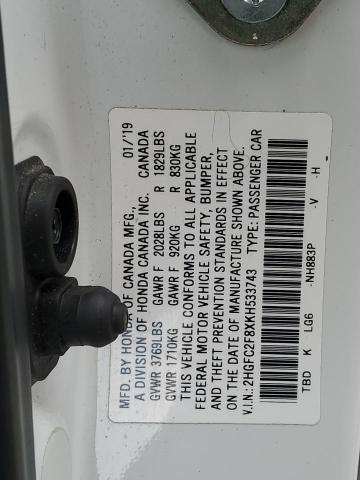 MFD. BY HONDA OF CANADA MFG., 01/'19
A DIVISION OF HONDA CANADA INC. CANADA
GVWR 3769LBS GAWR F 2028LBS R 1829LBS
GVWR 1710KG GAWR F 920KG R 830KG
THIS VEHICLE CONFORMS TO ALL APPLICABLE
FEDERAL MOTOR VEHICLE SAFETY, BUMPER,
AND THEFT PREVENTION STANDARDS IN EFFECT
ON THE DATE OF MANUFACTURE SHOWN ABOVE.
V.I.N.:2HGFC2F8XKH533743 TYPE: PASSENGER CAR
TBD K LG6 -NH883P -V -H